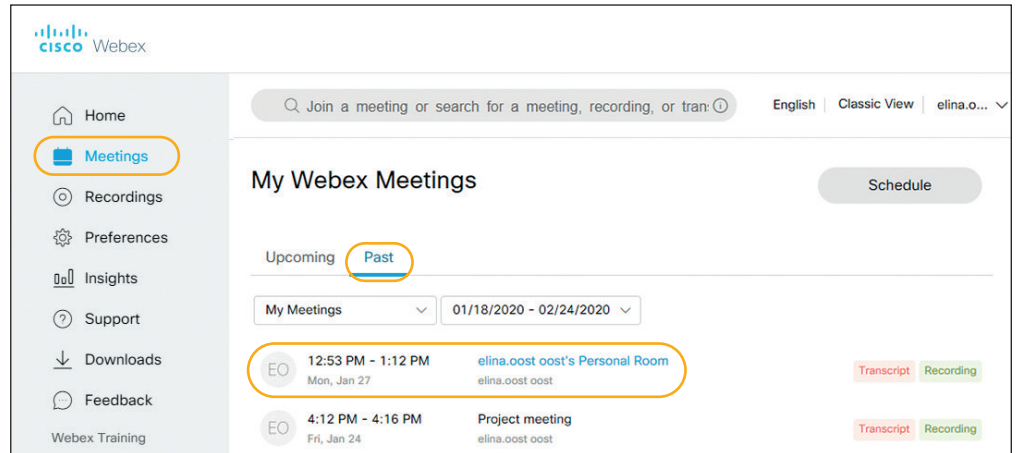 cisco Webex
Home
Meetings
Recordings
Preferences
Insights
Support
Downloads
Feedback
Webex Training
Join a meeting or search for a meeting, recording, or tran
English
Classic View
elina.o...
My Webex Meetings
Schedule
Upcoming
Past
My Meetings
01/18/2020 - 02/24/2020
EO
12:53 PM - 1:12 PM
Mon, Jan 27
elina.oost oost's Personal Room
elina.oost oost
Transcript
Recording
EO
4:12 PM - 4:16 PM
Fri, Jan 24
Project meeting
elina.oost oost
Transcript
Recording